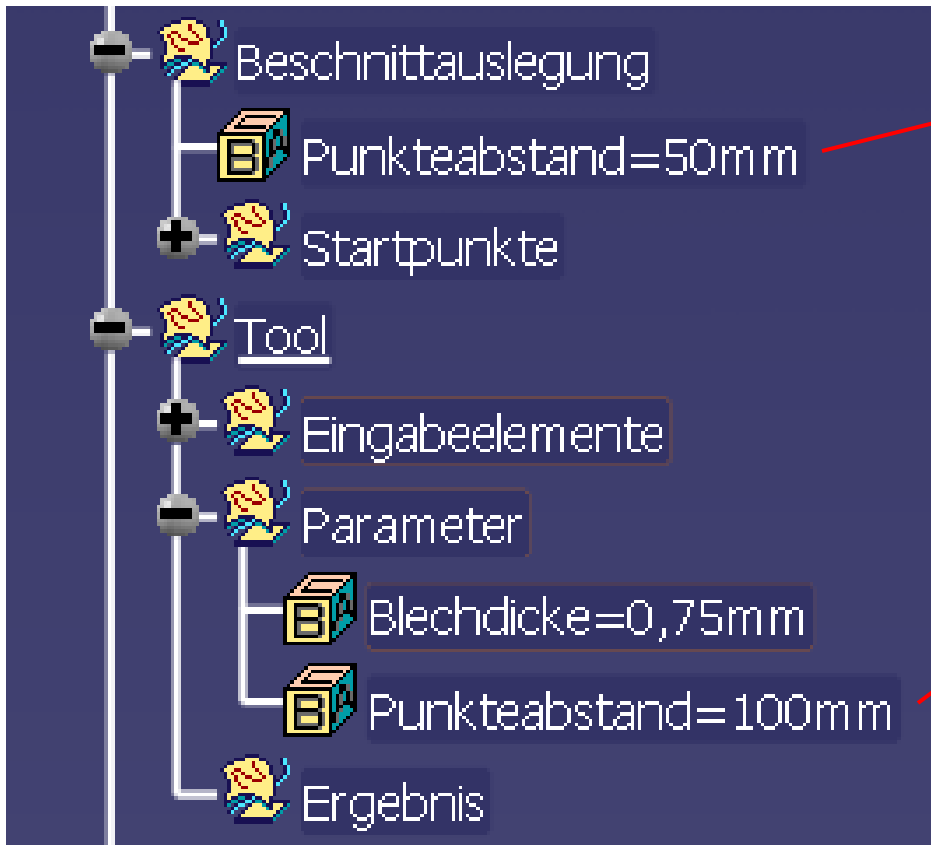 Beschnittauslegung
Punkteabstand=50mm
Startpunkte
Tool
Eingabeelemente
Parameter
Blechdicke=0,75mm
Punkteabstand=100mm
Ergebnis